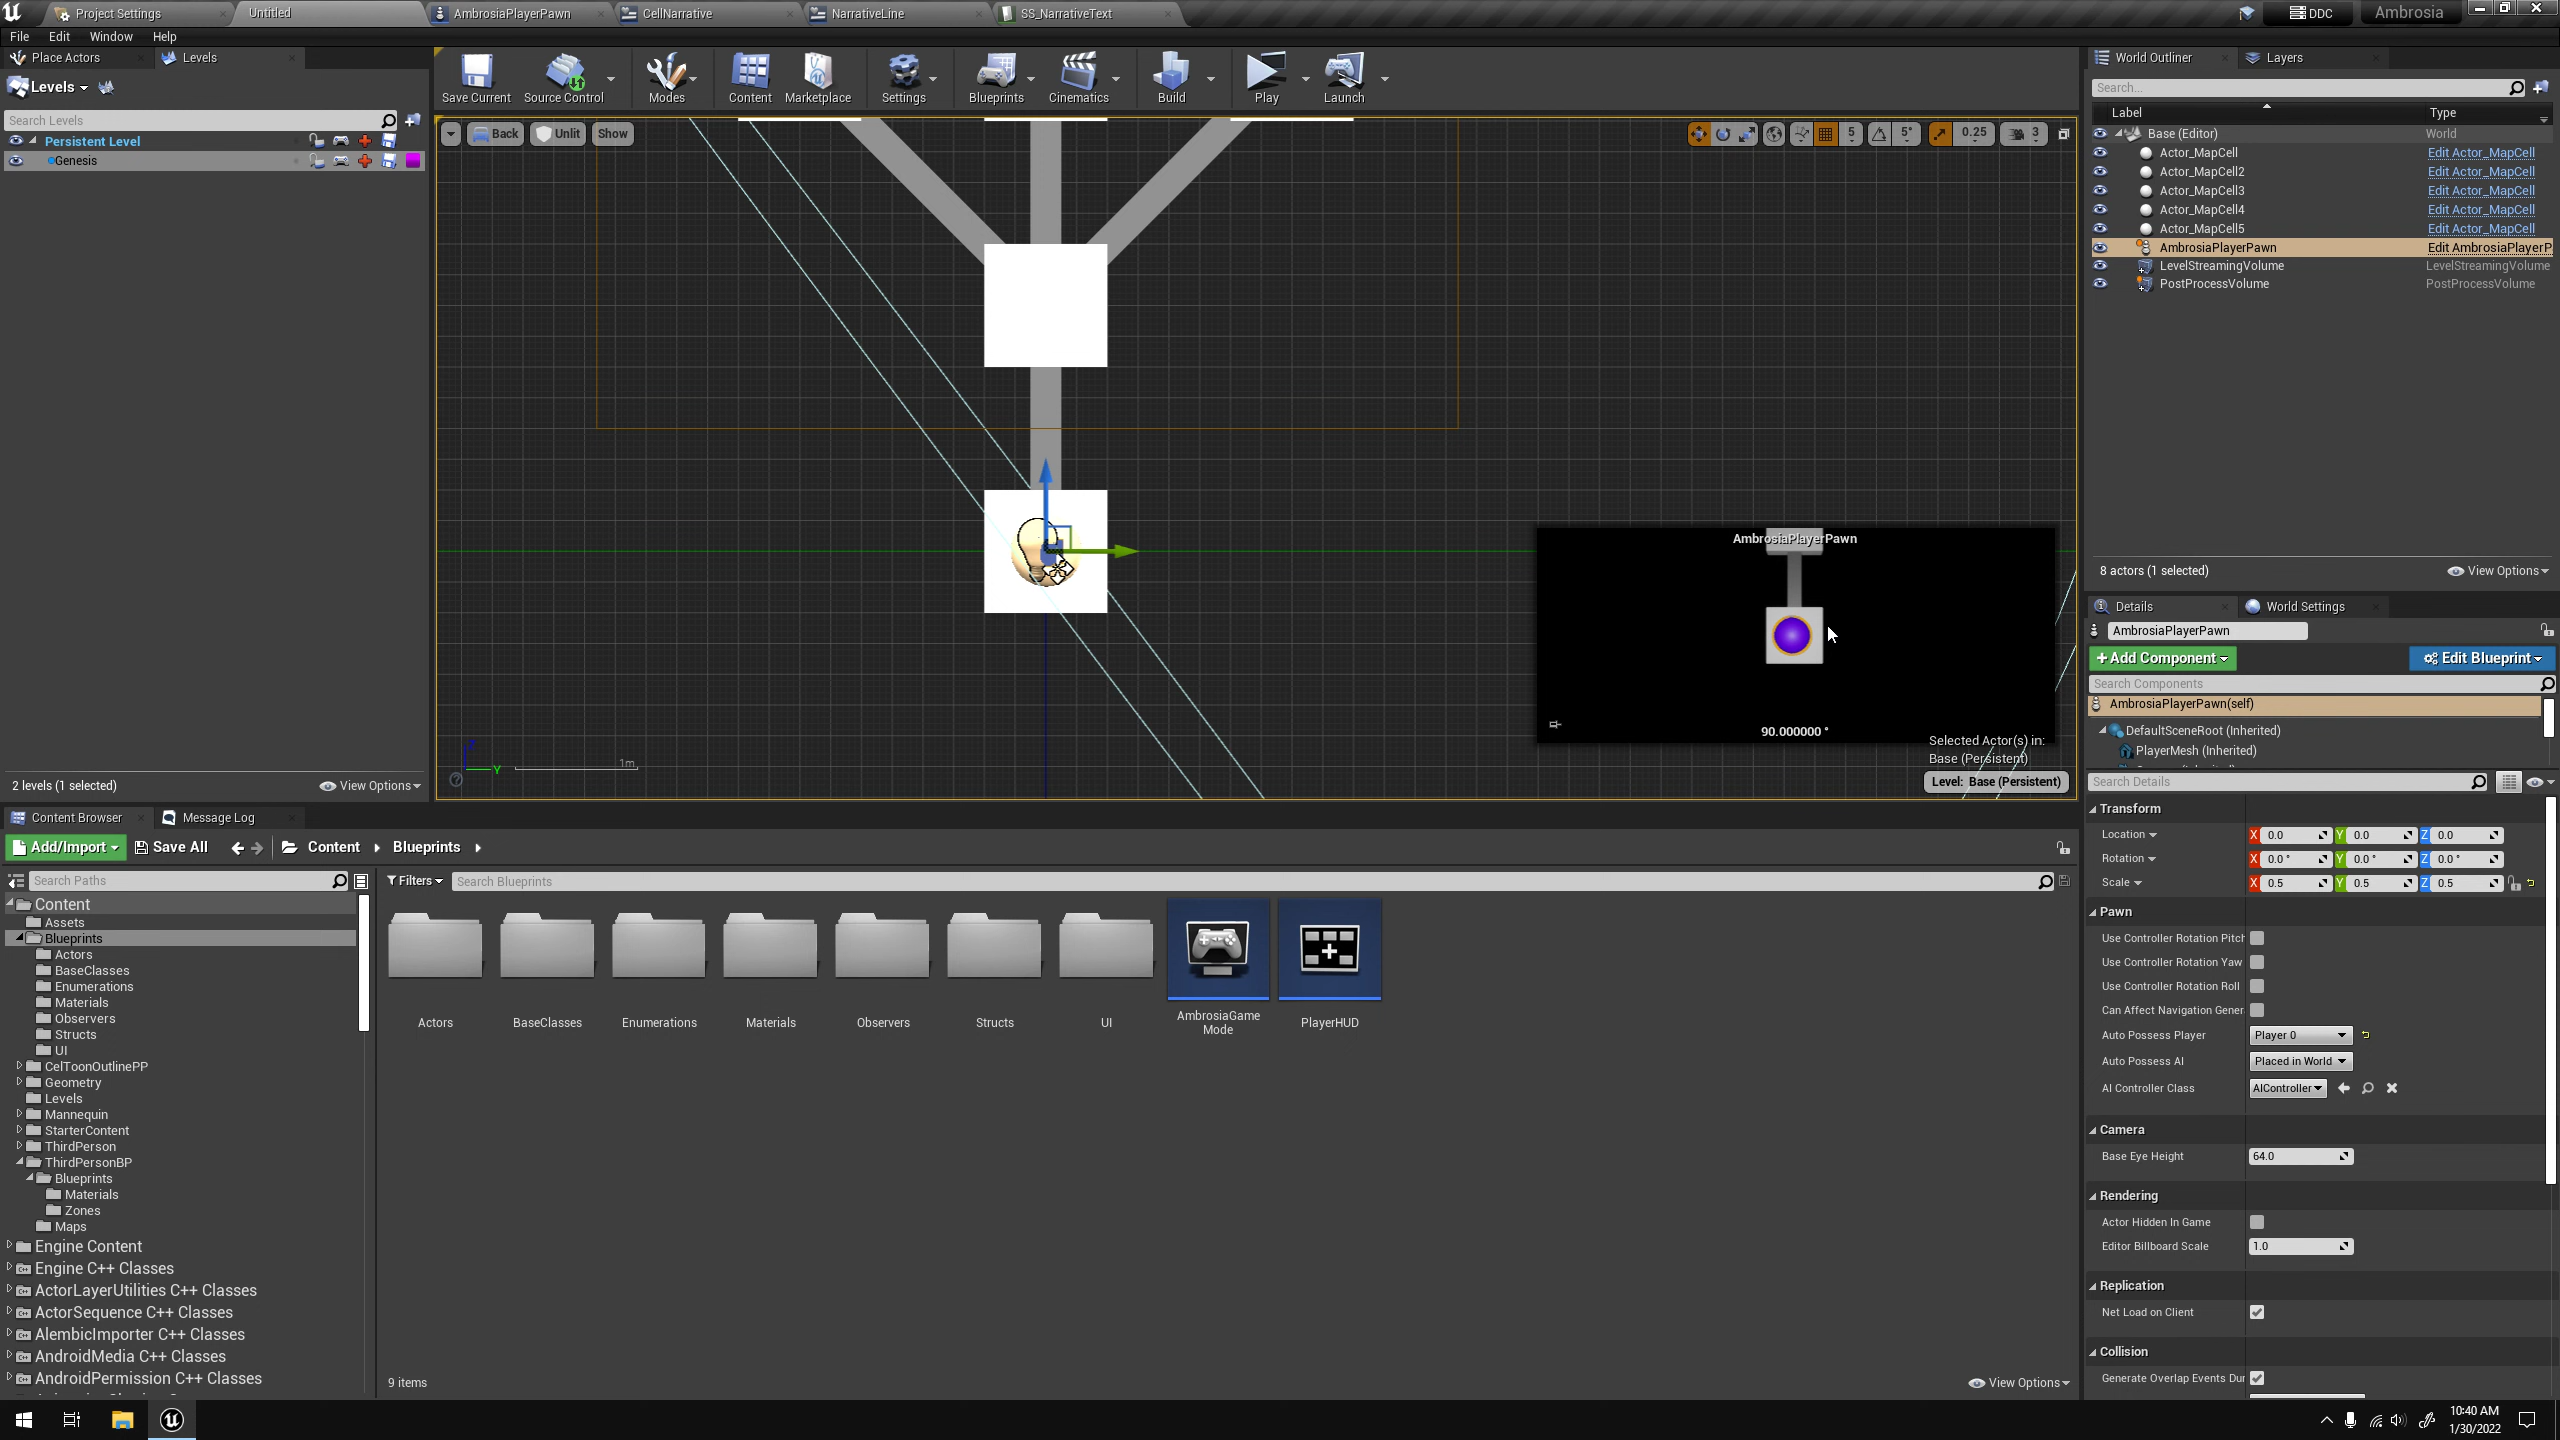 Project Settings
Untitled
AmbrosiaPlayerPawn
CellNarrative
NarrativeLine
SS_NarrativeText
DDC
Ambrosia
File Edit Window Help
Place Actors
Levels
Levels
Search Levels
Persistent Level
Genesis
2 levels (1 selected)
View Options
Save Current
Source Control
Modes
Content
Marketplace
Settings
Blueprints
Cinematics
Build
Play
Launch
Back
Unlit
Show
5
5°
0.25
3
AmbrosiaPlayerPawn
90.000000 °
Selected Actor(s) in:
Base (Persistent)
Level: Base (Persistent)
Z
Y
1m
World Outliner
Layers
Search...
Label Type
Base (Editor) World
Actor_MapCell Edit Actor_MapCell
Actor_MapCell2 Edit Actor_MapCell
Actor_MapCell3 Edit Actor_MapCell
Actor_MapCell4 Edit Actor_MapCell
Actor_MapCell5 Edit Actor_MapCell
AmbrosiaPlayerPawn Edit AmbrosiaPlayerP
LevelStreamingVolume LevelStreamingVolume
PostProcessVolume PostProcessVolume
8 actors (1 selected)
View Options
Details
World Settings
AmbrosiaPlayerPawn
+Add Component
Edit Blueprint
Search Components
AmbrosiaPlayerPawn(self)
DefaultSceneRoot (Inherited)
PlayerMesh (Inherited)
Search Details
Transform
Location X 0.0 Y 0.0 Z 0.0
Rotation X 0.0 ° Y 0.0 ° Z 0.0 °
Scale X 0.5 Y 0.5 Z 0.5
Pawn
Use Controller Rotation Pitch
Use Controller Rotation Yaw
Use Controller Rotation Roll
Can Affect Navigation Gener
Auto Possess Player Player 0
Auto Possess AI Placed in World
AI Controller Class AIController
Camera
Base Eye Height 64.0
Rendering
Actor Hidden In Game
Editor Billboard Scale 1.0
Replication
Net Load on Client
Collision
Generate Overlap Events Dur
Content Browser
Message Log
Add/Import
Save All
Content
Blueprints
Search Paths
Filters
Search Blueprints
Content
Assets
Blueprints
Actors
BaseClasses
Enumerations
Materials
Observers
Structs
UI
CelToonOutlinePP
Geometry
Levels
Mannequin
StarterContent
ThirdPerson
ThirdPersonBP
Blueprints
Materials
Zones
Maps
Engine Content
Engine C++ Classes
ActorLayerUtilities C++ Classes
ActorSequence C++ Classes
AlembicImporter C++ Classes
AndroidMedia C++ Classes
AndroidPermission C++ Classes
Actors
BaseClasses
Enumerations
Materials
Observers
Structs
UI
AmbrosiaGame
Mode
PlayerHUD
9 items
View Options
10:40 AM
1/30/2022